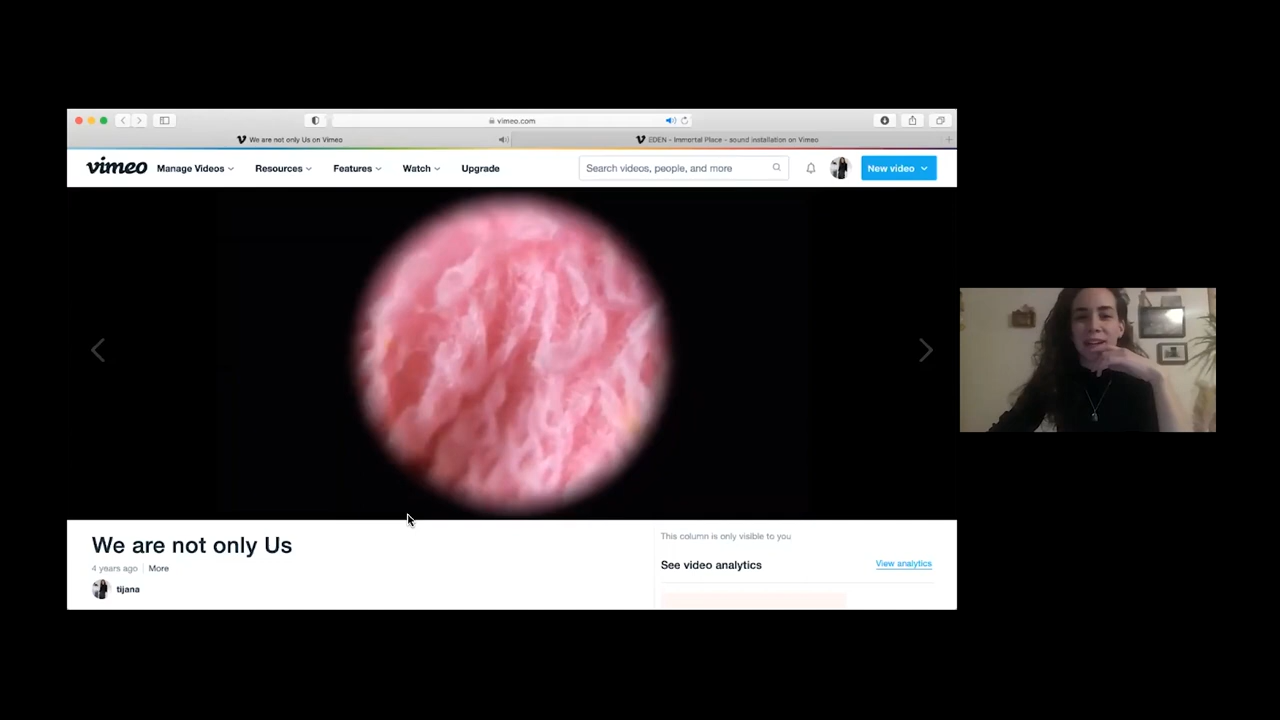 vimeo.com
We are not only Us on Vimeo
EDEN - Immortal Place - sound installation on Vimeo
vimeo Manage Videos Resources Features Watch Upgrade Search videos, people, and more New video
We are not only Us
4 years ago More
tijana
This column is only visible to you
See video analytics View analytics